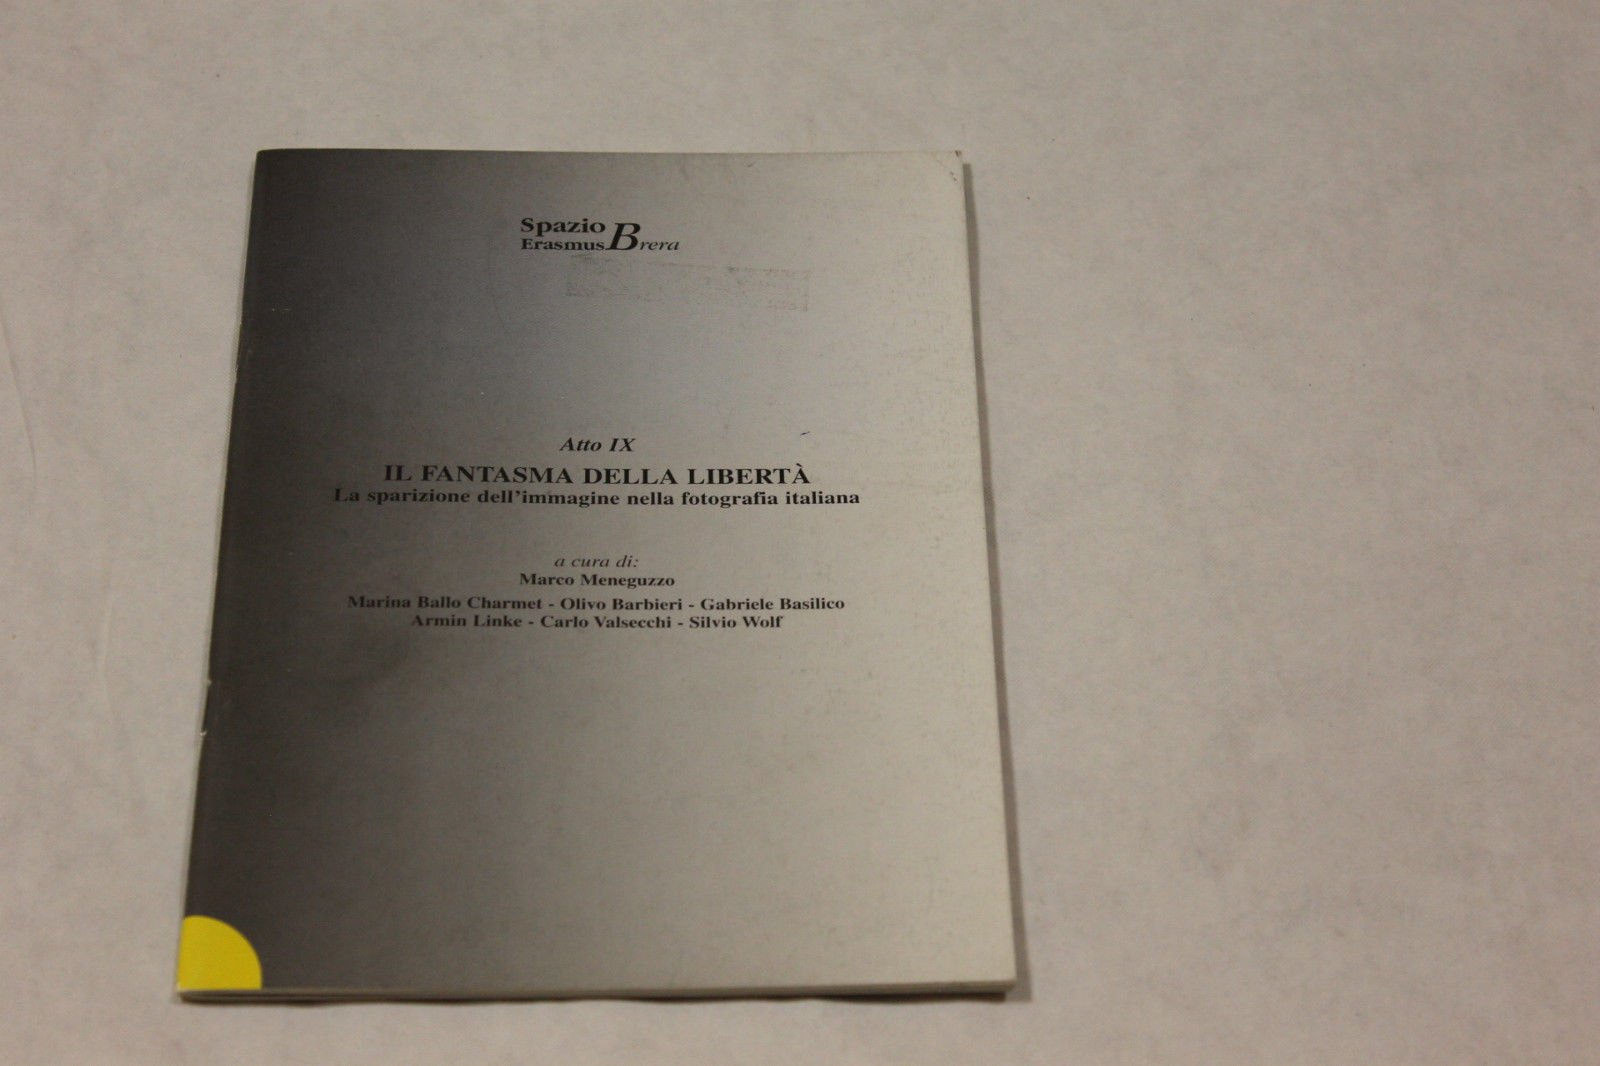 Spazio
Erasmus Brera
Atto IX
IL FANTASMA DELLA LIBERTÀ
La sparizione dell'immagine nella fotografia italiana
a cura di:
Marco Meneguzzo
Marina Ballo Charmet - Olivo Barbieri - Gabriele Basilico
Armin Linke - Carlo Valsecchi - Silvio Wolf